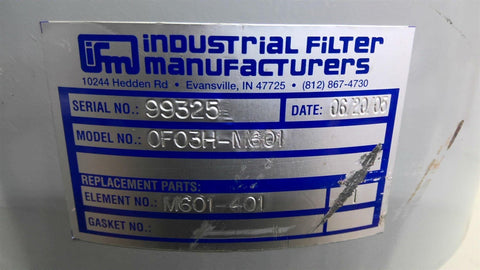 ifm INDUSTRIAL FILTER
MANUFACTURERS
10244 Hedden Rd • Evansville, IN 47725 • (812) 867-4730
SERIAL NO.: 99325 DATE: 06/20/05
MODEL NO.: OF03H-M601
REPLACEMENT PARTS:
ELEMENT NO.: M601-401 1
GASKET NO.: